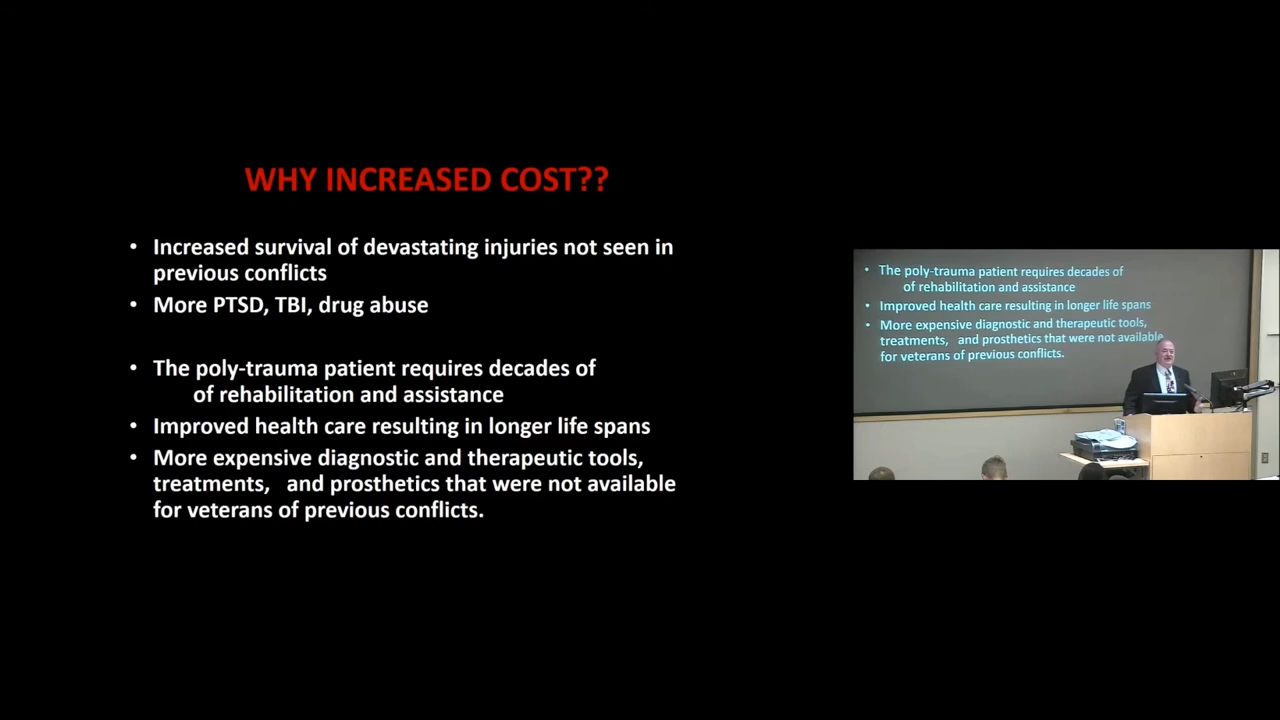 WHY INCREASED COST??
• Increased survival of devastating injuries not seen in
previous conflicts
• More PTSD, TBI, drug abuse
• The poly-trauma patient requires decades of
of rehabilitation and assistance
• Improved health care resulting in longer life spans
• More expensive diagnostic and therapeutic tools,
treatments,   and prosthetics that were not available
for veterans of previous conflicts.
• The poly-trauma patient requires decades of
of rehabilitation and assistance
• Improved health care resulting in longer life spans
• More expensive diagnostic and therapeutic tools,
treatments,   and prosthetics that were not available
for veterans of previous conflicts.